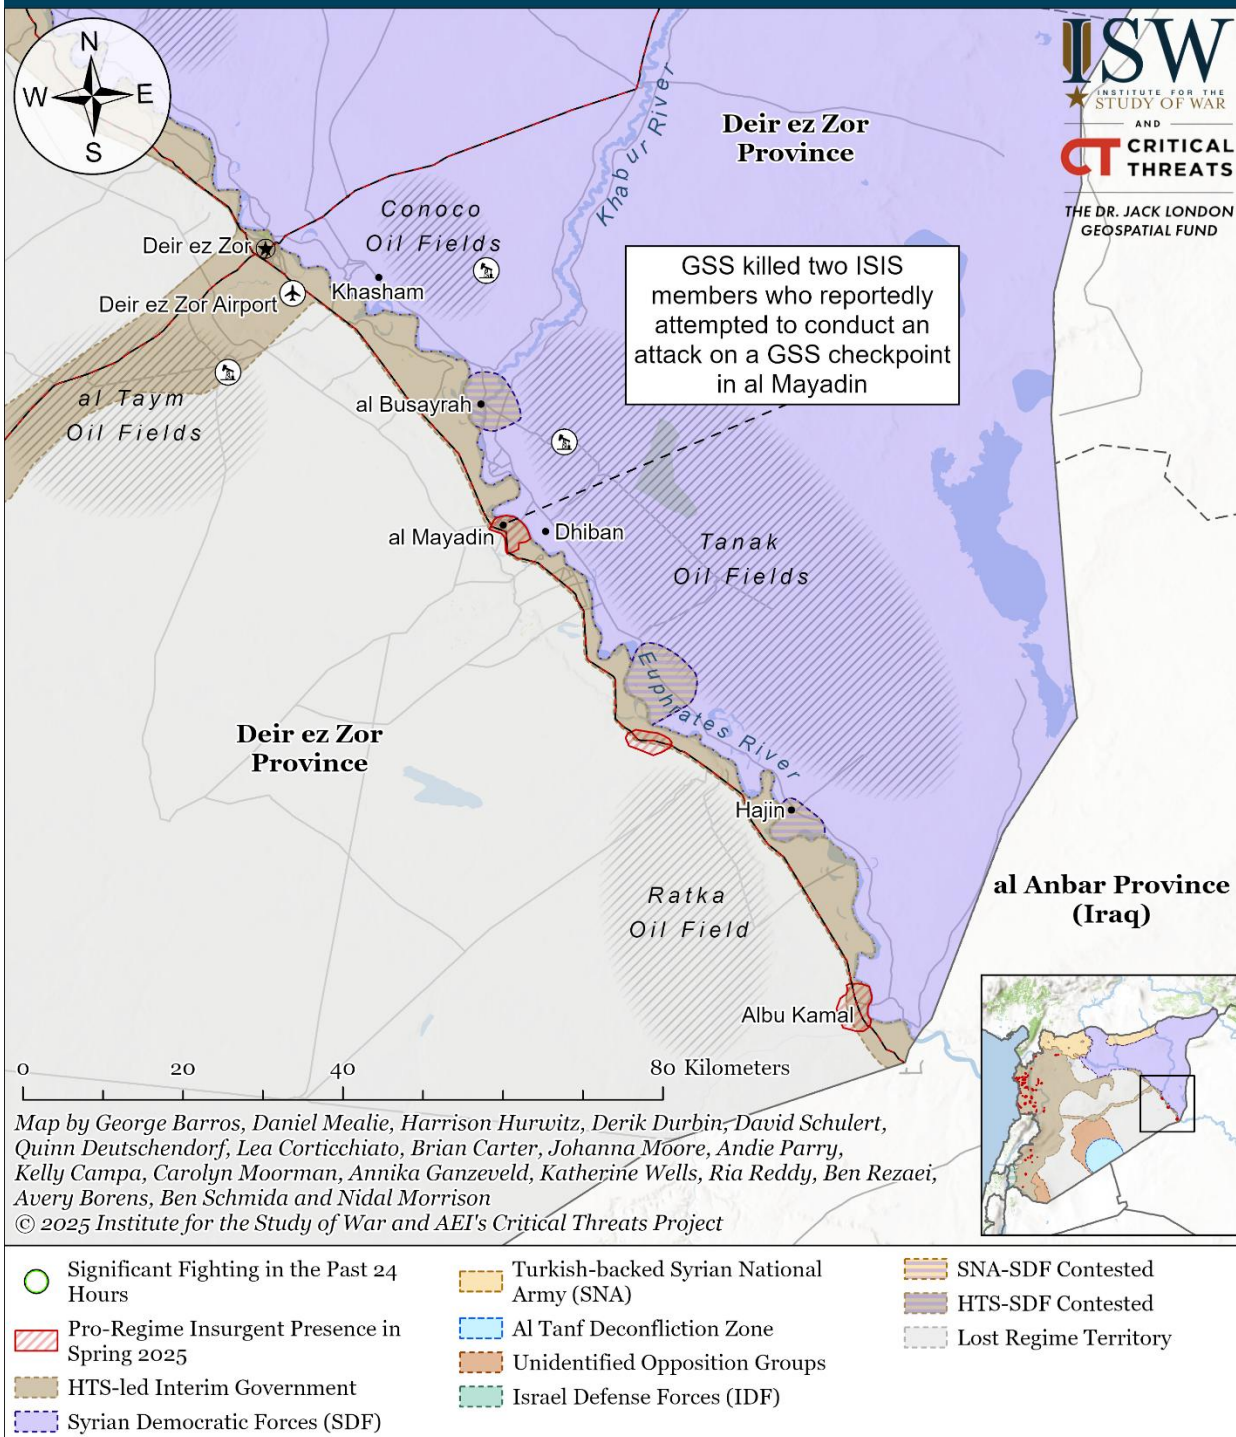 N
W E
S
ISW
INSTITUTE FOR THE
STUDY OF WAR
AND
CT CRITICAL
THREATS
THE DR. JACK LONDON
GEOSPATIAL FUND
Deir ez Zor
Province
Khabur River
Conoco
Oil Fields
Deir ez Zor
Khasham
Deir ez Zor Airport
GSS killed two ISIS
members who reportedly
attempted to conduct an
attack on a GSS checkpoint
in al Mayadin
al Taym
Oil Fields
al Busayrah
al Mayadin
Dhiban
Tanak
Oil Fields
Euphrates River
Deir ez Zor
Province
Hajin
Ratka
Oil Field
al Anbar Province
(Iraq)
Albu Kamal
0 20 40 80 Kilometers
Map by George Barros, Daniel Mealie, Harrison Hurwitz, Derik Durbin, David Schulert,
Quinn Deutschendorf, Lea Corticchiato, Brian Carter, Johanna Moore, Andie Parry,
Kelly Campa, Carolyn Moorman, Annika Ganzeveld, Katherine Wells, Ria Reddy, Ben Rezaei,
Avery Borens, Ben Schmida and Nidal Morrison
© 2025 Institute for the Study of War and AEI's Critical Threats Project
Significant Fighting in the Past 24
Hours
Pro-Regime Insurgent Presence in
Spring 2025
HTS-led Interim Government
Syrian Democratic Forces (SDF)
Turkish-backed Syrian National
Army (SNA)
Al Tanf Deconfliction Zone
Unidentified Opposition Groups
Israel Defense Forces (IDF)
SNA-SDF Contested
HTS-SDF Contested
Lost Regime Territory